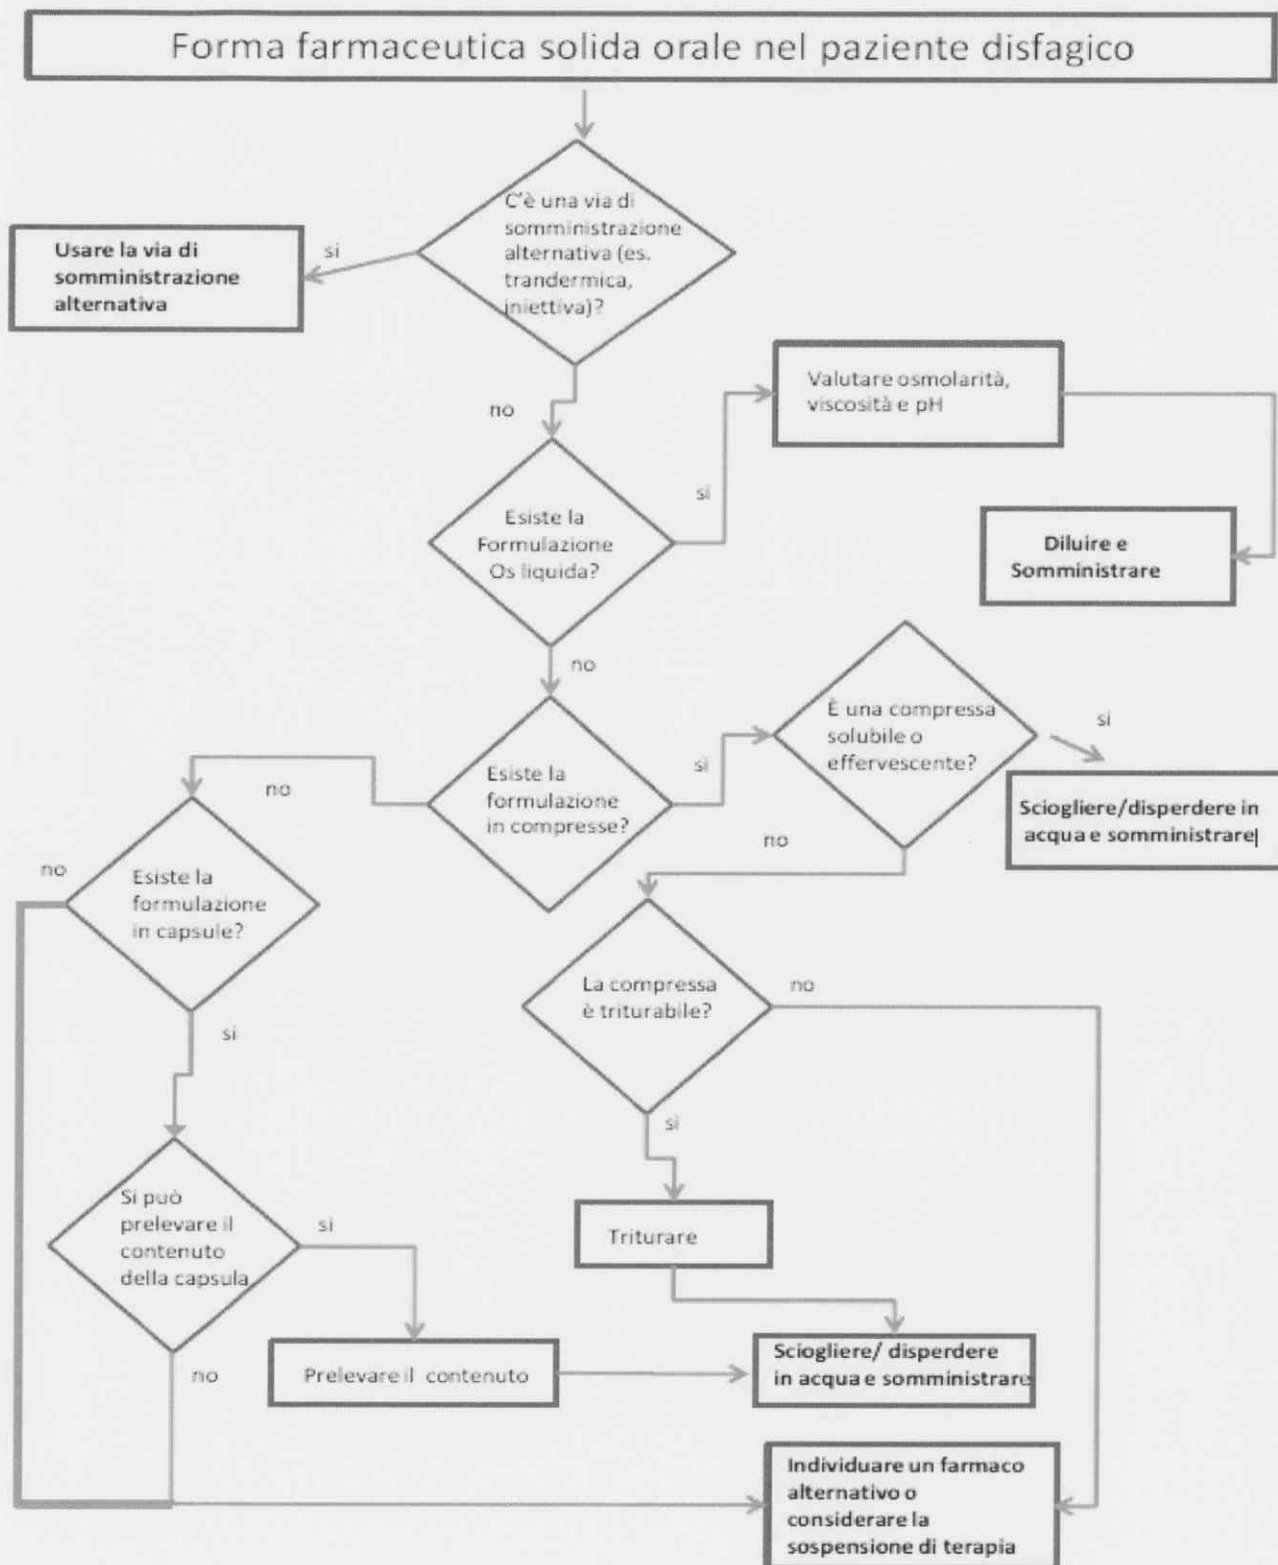 Forma farmaceutica solida orale nel paziente disfagico
C'è una via di
somministrazione
alternativa (es.
trandermica,
iniettiva)?
si
Usare la via di
somministrazione
alternativa
no
Esiste la
Formulazione
Os liquida?
si
Valutare osmolarità,
viscosità e pH
Diluire e
Somministrare
no
Esiste la
formulazione
in compresse?
si
È una compressa
solubile o
effervescente?
si
Sciogliere/disperdere in
acqua e somministrare
no
no
Esiste la
formulazione
in capsule?
no
La compressa
è triturabile?
no
si
si
Triturare
Si può
prelevare il
contenuto
della capsula
si
Prelevare il contenuto
Sciogliere/ disperdere
in acqua e somministrare
no
Individuare un farmaco
alternativo o
considerare la
sospensione di terapia